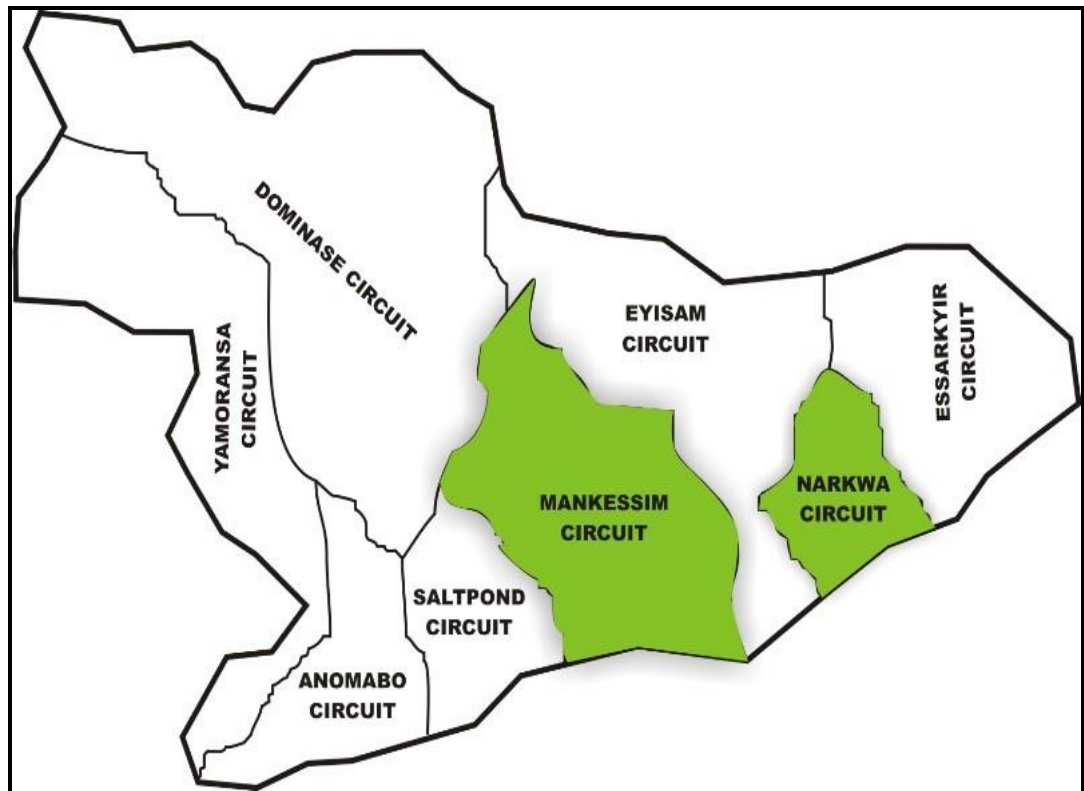 DOMINASE CIRCUIT
EYISAM
CIRCUIT
ESSARKYIR
CIRCUIT
YAMORANSA
CIRCUIT
MANKESSIM
CIRCUIT
NARKWA
CIRCUIT
SALTPOND
CIRCUIT
ANOMABO
CIRCUIT